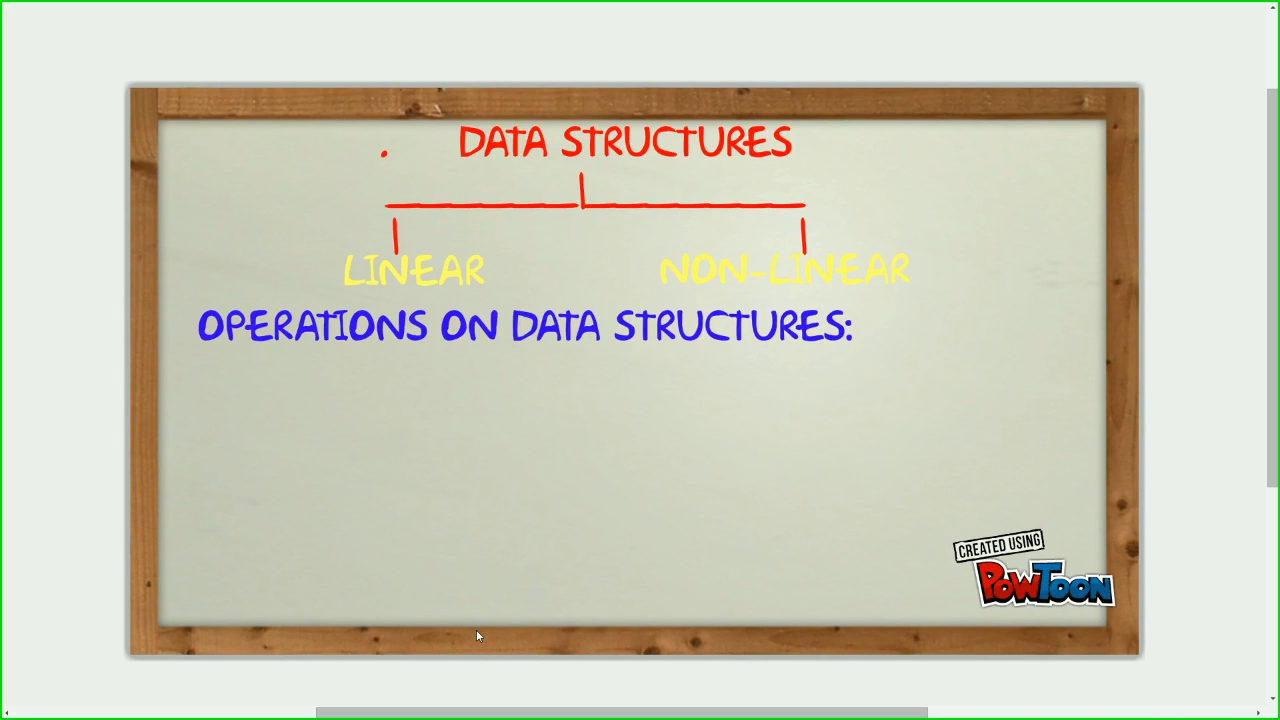 . DATA STRUCTURES
LINEAR NON-LINEAR
OPERATIONS ON DATA STRUCTURES:
CREATED USING
POWTOON